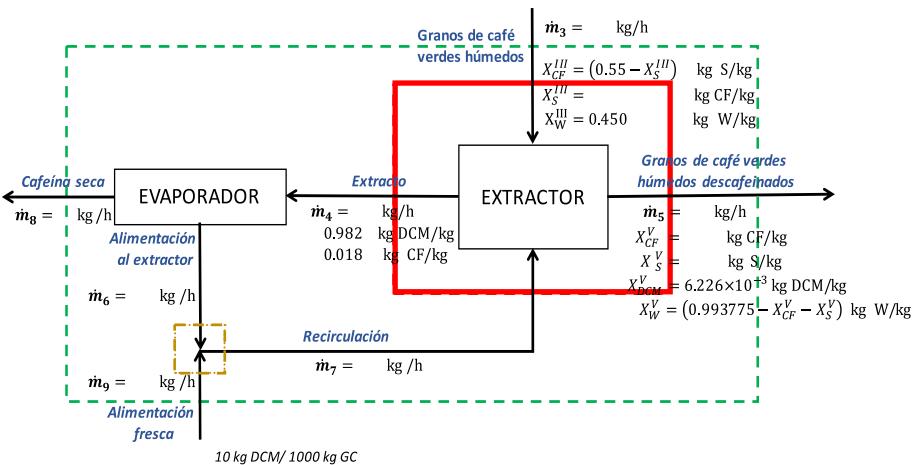 Granos de café
verdes húmedos
ṁ₃ = kg/h
X_CF^III = (0.55 − X_S^III) kg S/kg
X_S^III = kg CF/kg
X_W^III = 0.450 kg W/kg
Granos de café verdes
húmedos descafeinados
Cafeína seca
EVAPORADOR
Extracto
EXTRACTOR
ṁ₈ = kg/h
ṁ₄ = kg/h
0.982 kg DCM/kg
0.018 kg CF/kg
ṁ₅ = kg/h
X_CF^V = kg CF/kg
X_S^V = kg S/kg
X_DCM^V = 6.226×10⁻³ kg DCM/kg
X_W^V = (0.993775 − X_CF^V − X_S^V) kg W/kg
Alimentación
al extractor
ṁ₆ = kg/h
Recirculación
ṁ₇ = kg/h
ṁ₉ = kg/h
Alimentación
fresca
10 kg DCM/ 1000 kg GC